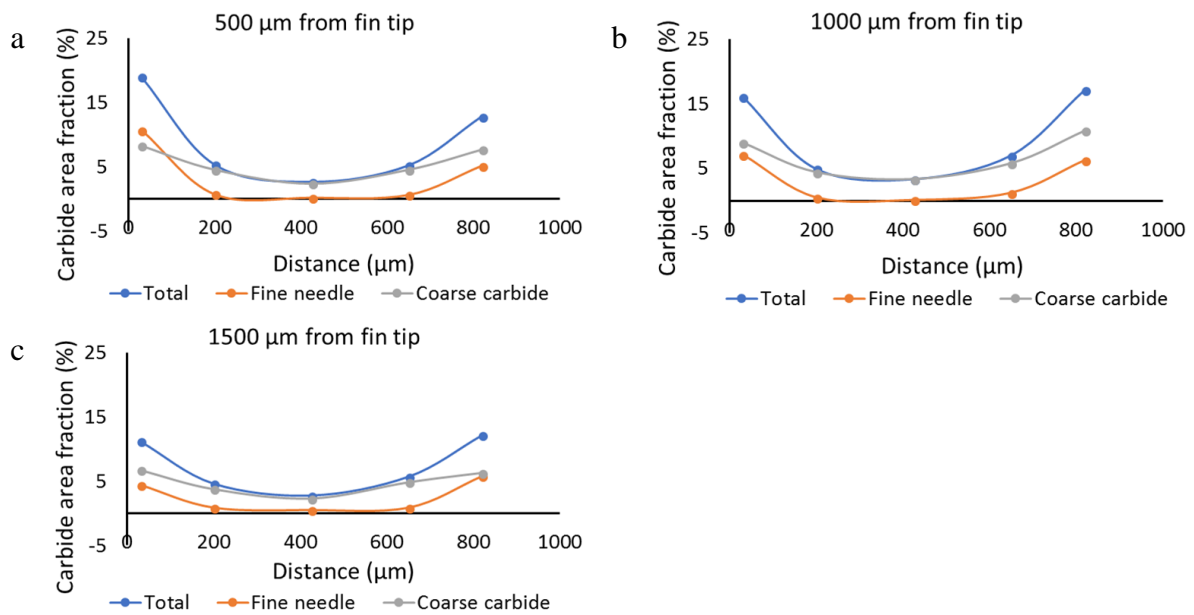 a
500 µm from fin tip
Carbide area fraction (%)
25
15
5
-5
0
200
400
600
800
1000
Distance (µm)
Total
Fine needle
Coarse carbide
b
1000 µm from fin tip
Carbide area fraction (%)
25
15
5
-5
0
200
400
600
800
1000
Distance (µm)
Total
Fine needle
Coarse carbide
c
1500 µm from fin tip
Carbide area fraction (%)
25
15
5
-5
0
200
400
600
800
1000
Distance (µm)
Total
Fine needle
Coarse carbide